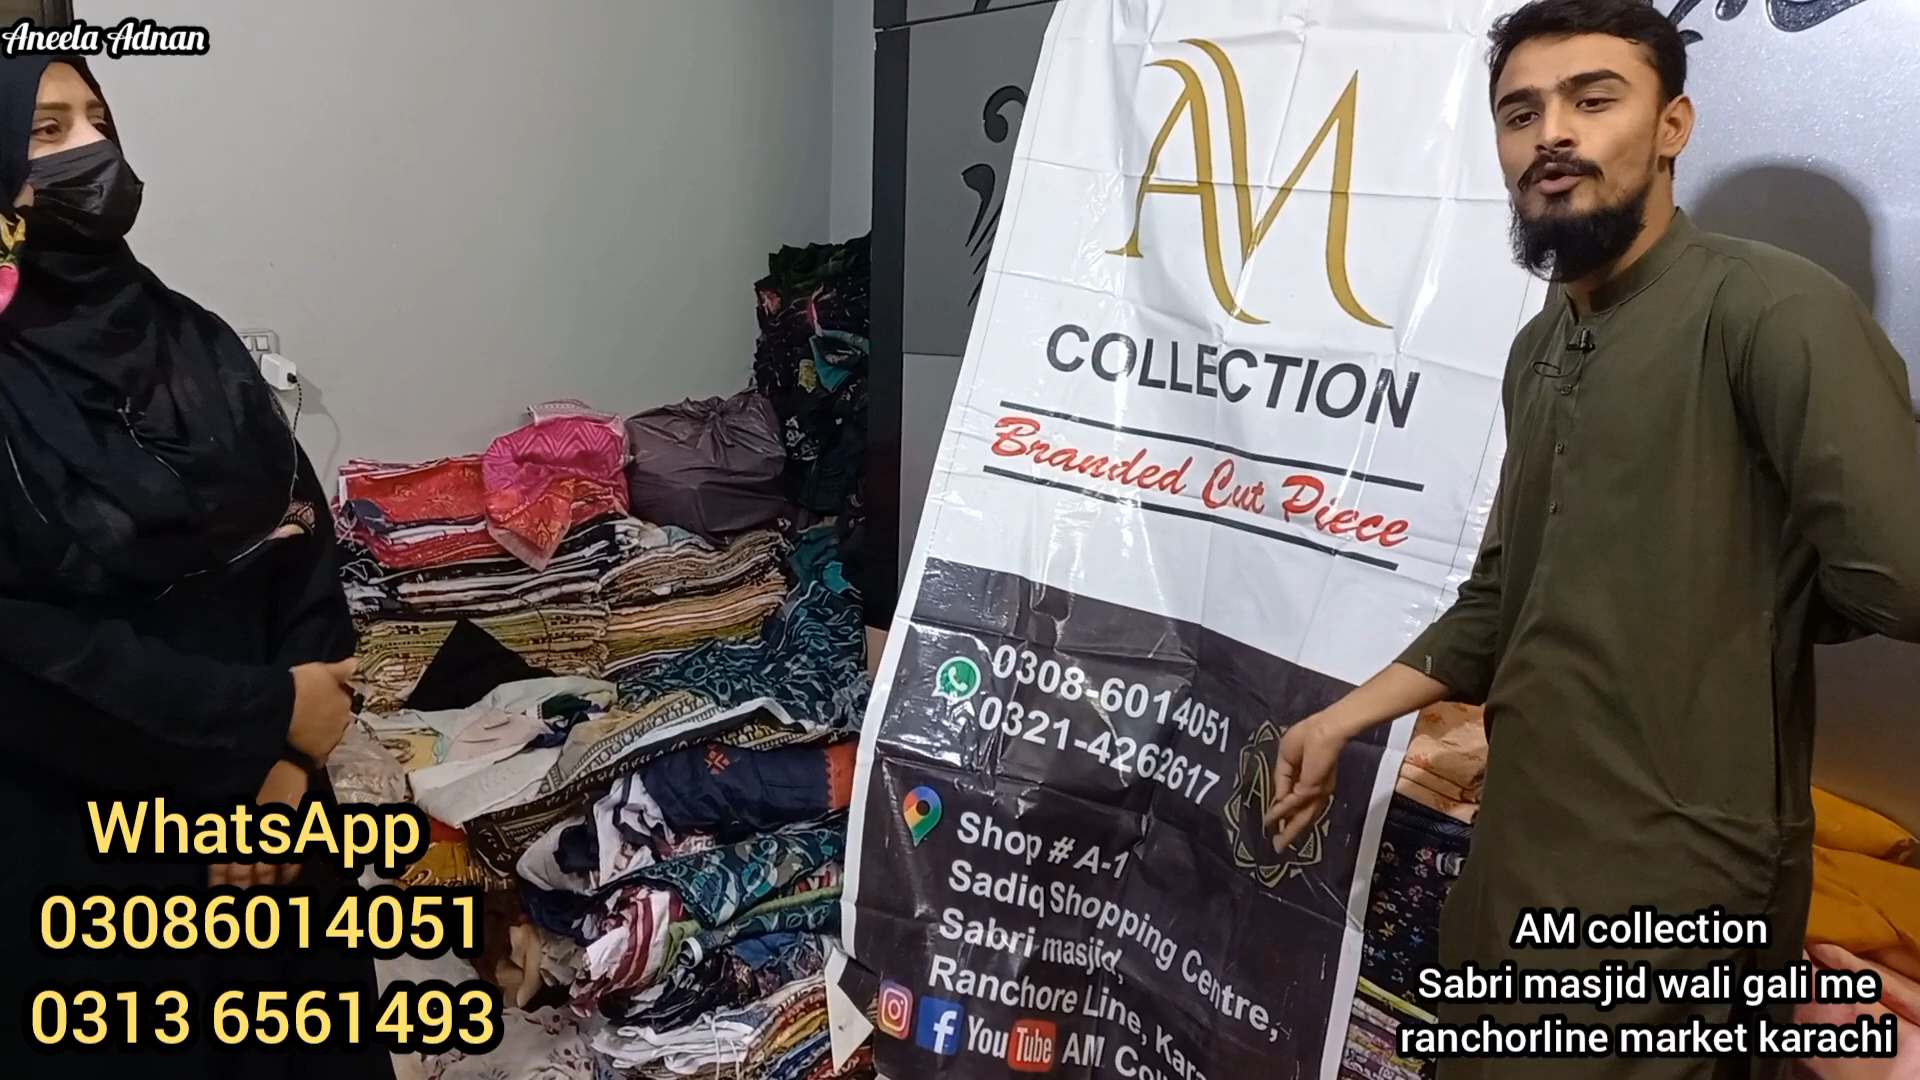 Aneela Adnan
AM
COLLECTION
Branded Cut Piece
0308-6014051
0321-4262617
Shop # A-1
Sadiq Shopping Centre,
Sabri masjid,
Ranchore Line,
You Tube AM
WhatsApp
03086014051
0313 6561493
AM collection
Sabri masjid wali gali me
ranchorline market karachi